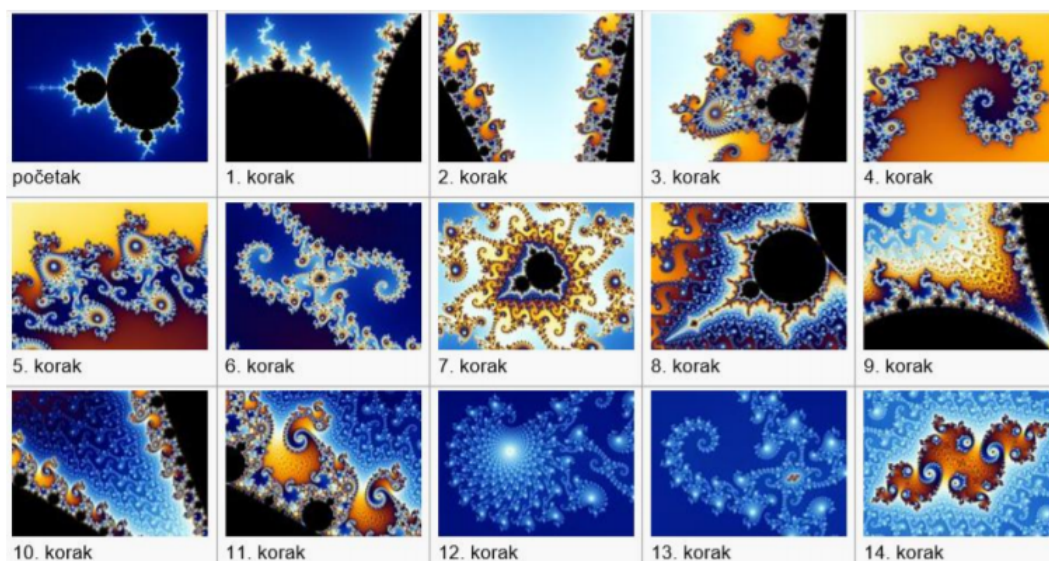 početak
1. korak
2. korak
3. korak
4. korak
5. korak
6. korak
7. korak
8. korak
9. korak
10. korak
11. korak
12. korak
13. korak
14. korak